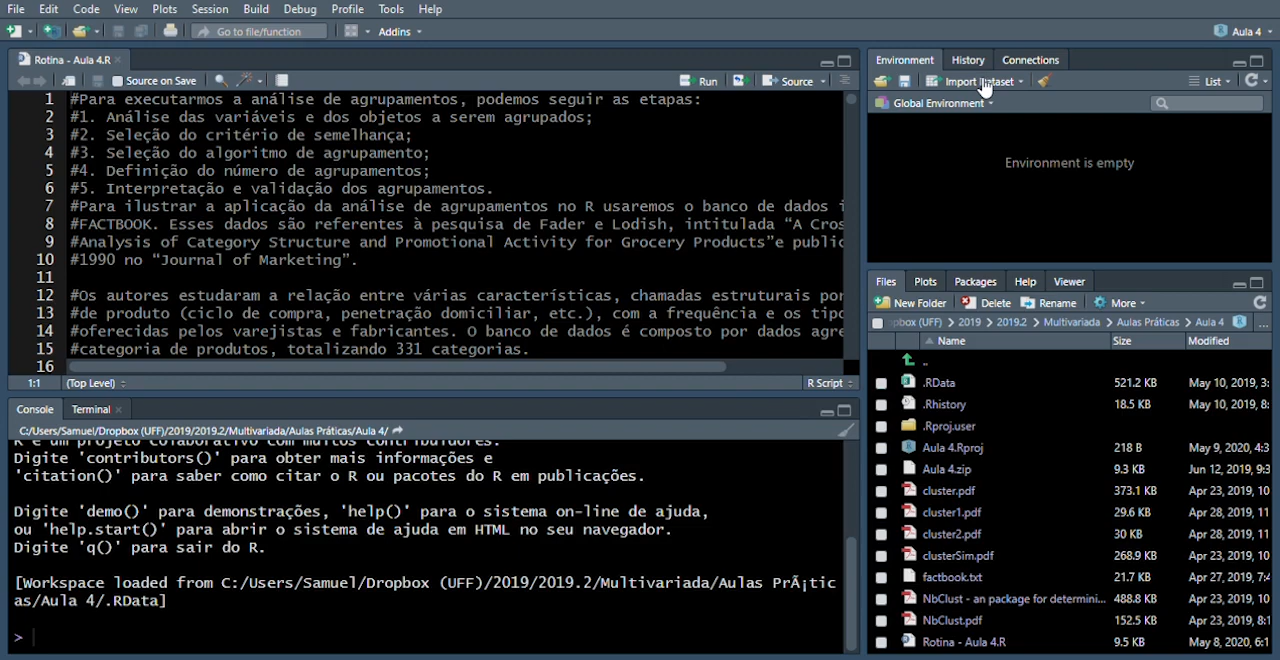 File Edit Code View Plots Session Build Debug Profile Tools Help
Go to file/function Addins Aula 4
Rotina - Aula 4.R
Source on Save Run Source
1 #Para executarmos a análise de agrupamentos, podemos seguir as etapas:
2 #1. Análise das variáveis e dos objetos a serem agrupados;
3 #2. Seleção do critério de semelhança;
4 #3. Seleção do algoritmo de agrupamento;
5 #4. Definição do número de agrupamentos;
6 #5. Interpretação e validação dos agrupamentos.
7 #Para ilustrar a aplicação da análise de agrupamentos no R usaremos o banco de dados
8 #FACTBOOK. Esses dados são referentes à pesquisa de Fader e Lodish, intitulada “A Cros
9 #Analysis of Category Structure and Promotional Activity for Grocery Products”e public
10 #1990 no “Journal of Marketing”.
11
12 #Os autores estudaram a relação entre várias características, chamadas estruturais por
13 #de produto (ciclo de compra, penetração domiciliar, etc.), com a frequência e os tipo
14 #oferecidas pelos varejistas e fabricantes. O banco de dados é composto por dados agre
15 #categoria de produtos, totalizando 331 categorias.
16
1:1 (Top Level) R Script
Console Terminal
C:/Users/Samuel/Dropbox (UFF)/2019/2019.2/Multivariada/Aulas Práticas/Aula 4/
R é um projeto colaborativo com muitos contribuidores.
Digite 'contributors()' para obter mais informações e
'citation()' para saber como citar o R ou pacotes do R em publicações.
Digite 'demo()' para demonstrações, 'help()' para o sistema on-line de ajuda,
ou 'help.start()' para abrir o sistema de ajuda em HTML no seu navegador.
Digite 'q()' para sair do R.
[Workspace loaded from C:/Users/Samuel/Dropbox (UFF)/2019/2019.2/Multivariada/Aulas PrÃ¡tic
as/Aula 4/.RData]
>
Environment History Connections
Import Dataset List
Global Environment
Environment is empty
Files Plots Packages Help Viewer
New Folder Delete Rename More
pbox (UFF) > 2019 > 2019.2 > Multivariada > Aulas Práticas > Aula 4 ...
Name Size Modified
..
.RData 521.2 KB May 10, 2019, 3:
.Rhistory 18.5 KB May 10, 2019, 8:
.Rproj.user
Aula 4.Rproj 218 B May 9, 2020, 4:3
Aula 4.zip 9.3 KB Jun 12, 2019, 9:3
cluster.pdf 373.1 KB Apr 23, 2019, 10
cluster1.pdf 29.6 KB Apr 28, 2019, 11
cluster2.pdf 30 KB Apr 28, 2019, 11
clusterSim.pdf 268.9 KB Apr 23, 2019, 10
factbook.txt 21.7 KB Apr 27, 2019, 7:4
NbClust - an package for determini... 488.8 KB Apr 23, 2019, 10
NbClust.pdf 152.5 KB Apr 23, 2019, 8:1
Rotina - Aula 4.R 9.5 KB May 8, 2020, 6:1